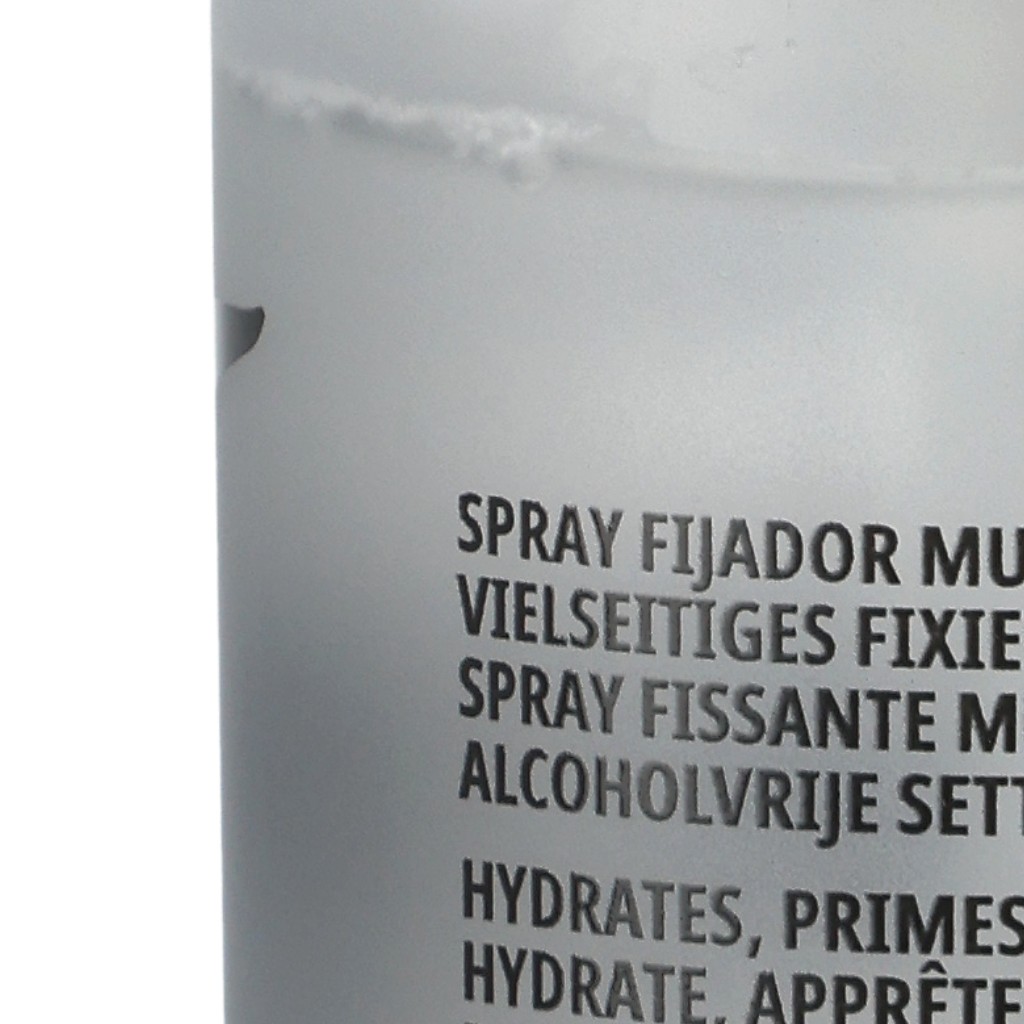 SPRAY FIJADOR MU
VIELSEITIGES FIXIE
SPRAY FISSANTE M
ALCOHOLVRIJE SETT
HYDRATES, PRIMES
HYDRATE, APPRÊTE